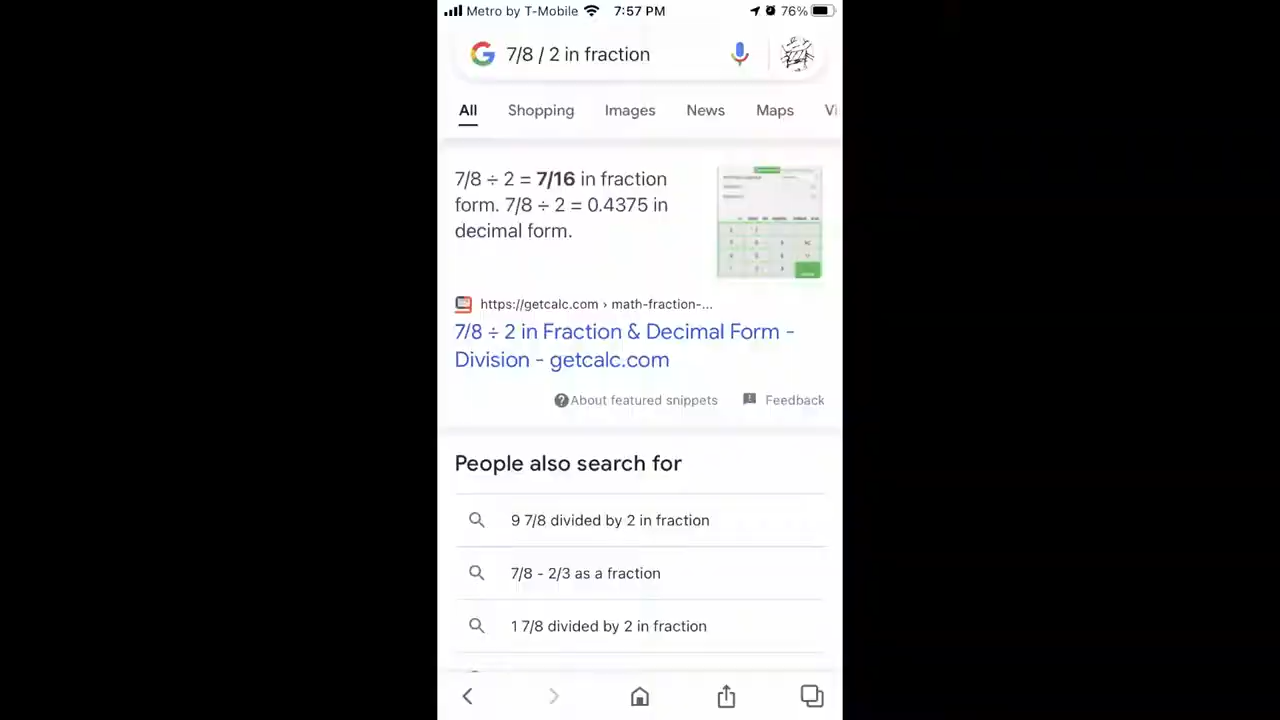 Metro by T-Mobile 7:57 PM 76%
7/8 / 2 in fraction
All Shopping Images News Maps Vi
7/8 ÷ 2 = 7/16 in fraction
form. 7/8 ÷ 2 = 0.4375 in
decimal form.
https://getcalc.com › math-fraction-...
7/8 ÷ 2 in Fraction & Decimal Form -
Division - getcalc.com
About featured snippets Feedback
People also search for
9 7/8 divided by 2 in fraction
7/8 - 2/3 as a fraction
1 7/8 divided by 2 in fraction